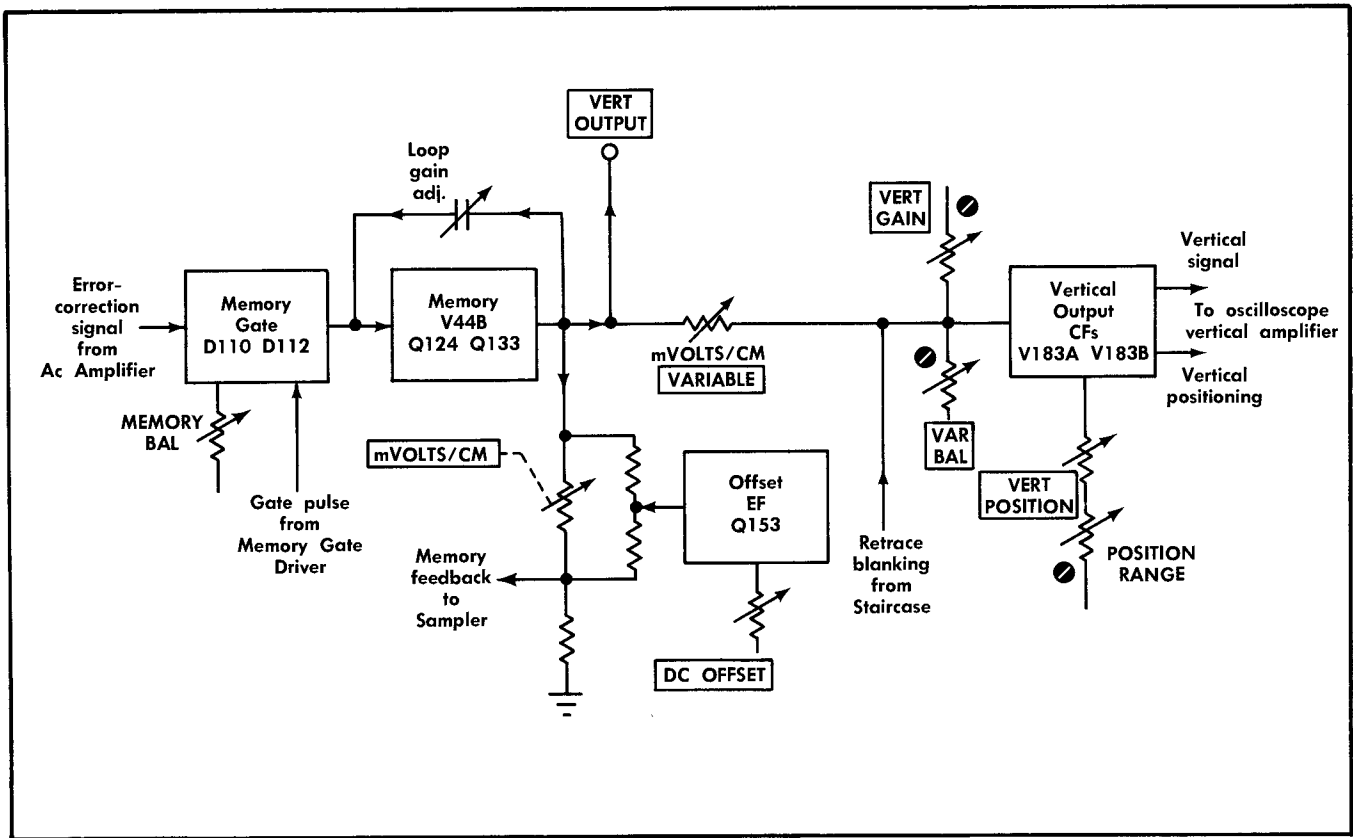 VERT
OUTPUT
Loop
gain
adj.
VERT
GAIN
Vertical
signal
Error-
correction
signal
from
Ac Amplifier
Memory
Gate
D110 D112
Memory
V44B
Q124 Q133
Vertical
Output
CFs
V183A V183B
To oscilloscope
vertical amplifier
mVOLTS/CM
VARIABLE
Vertical
positioning
MEMORY
BAL
VAR
BAL
mVOLTS/CM
Offset
EF
Q153
VERT
POSITION
Gate pulse
from
Memory Gate
Driver
Memory
feedback
to
Sampler
Retrace
blanking
from
Staircase
POSITION
RANGE
DC OFFSET